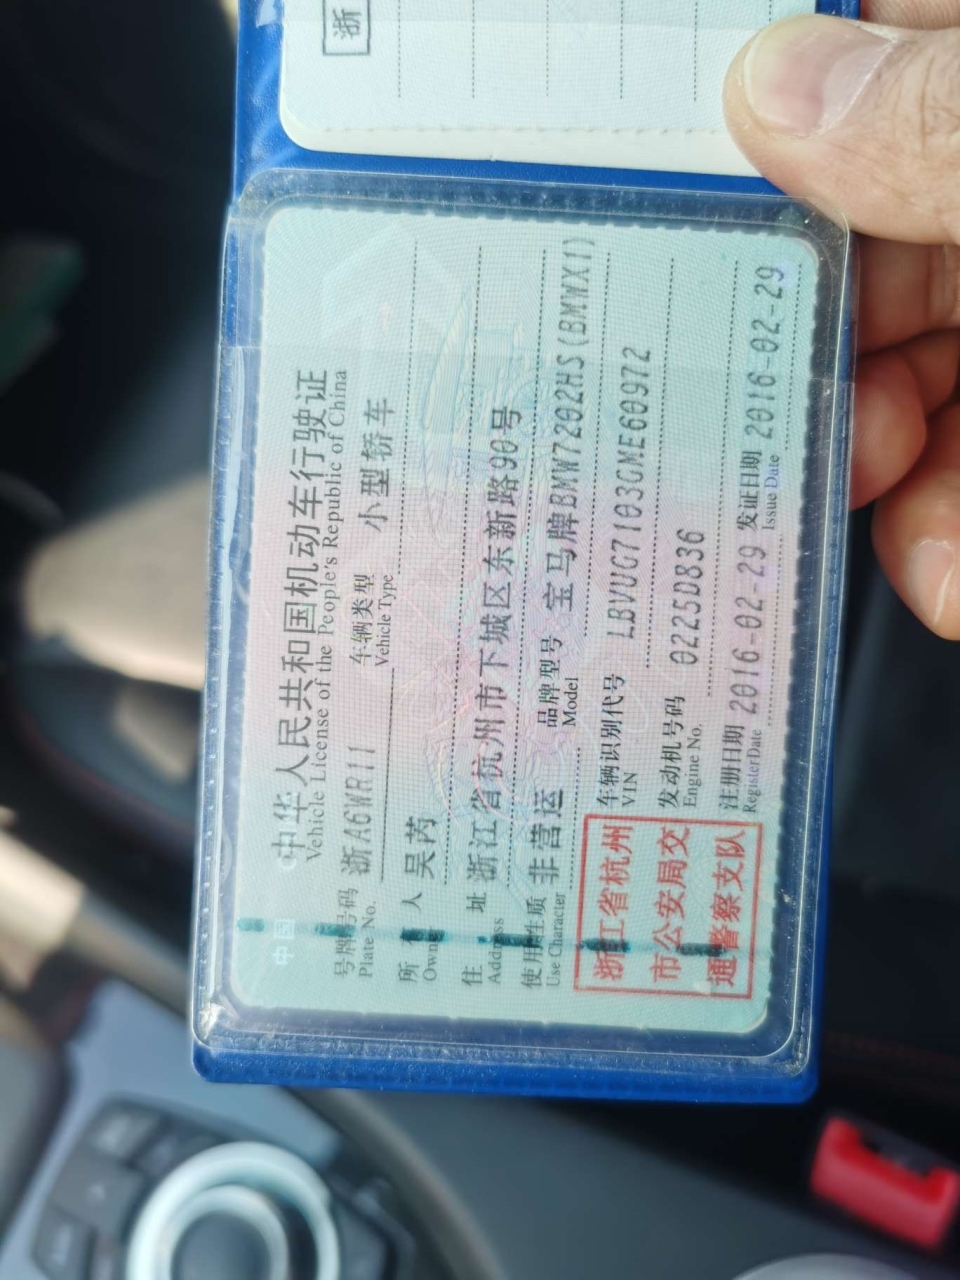 浙
中华人民共和国机动车行驶证
Vehicle License of the People's Republic of China
中国
号牌号码 浙A6WR11 车辆类型 小型轿车
Plate No. Vehicle Type
所有人 吴芮
Owner
住址 浙江省杭州市下城区东新路90号
Address
使用性质 非营运 品牌型号 宝马牌BMW7202HS(BMWX1)
Use Character Model
车辆识别代号 LBVUG7103GME60972
VIN
发动机号码 0225D836
Engine No.
注册日期 2016-02-29 发证日期 2016-02-29
Register Date Issue Date
浙江省杭州
市公安局交
通警察支队